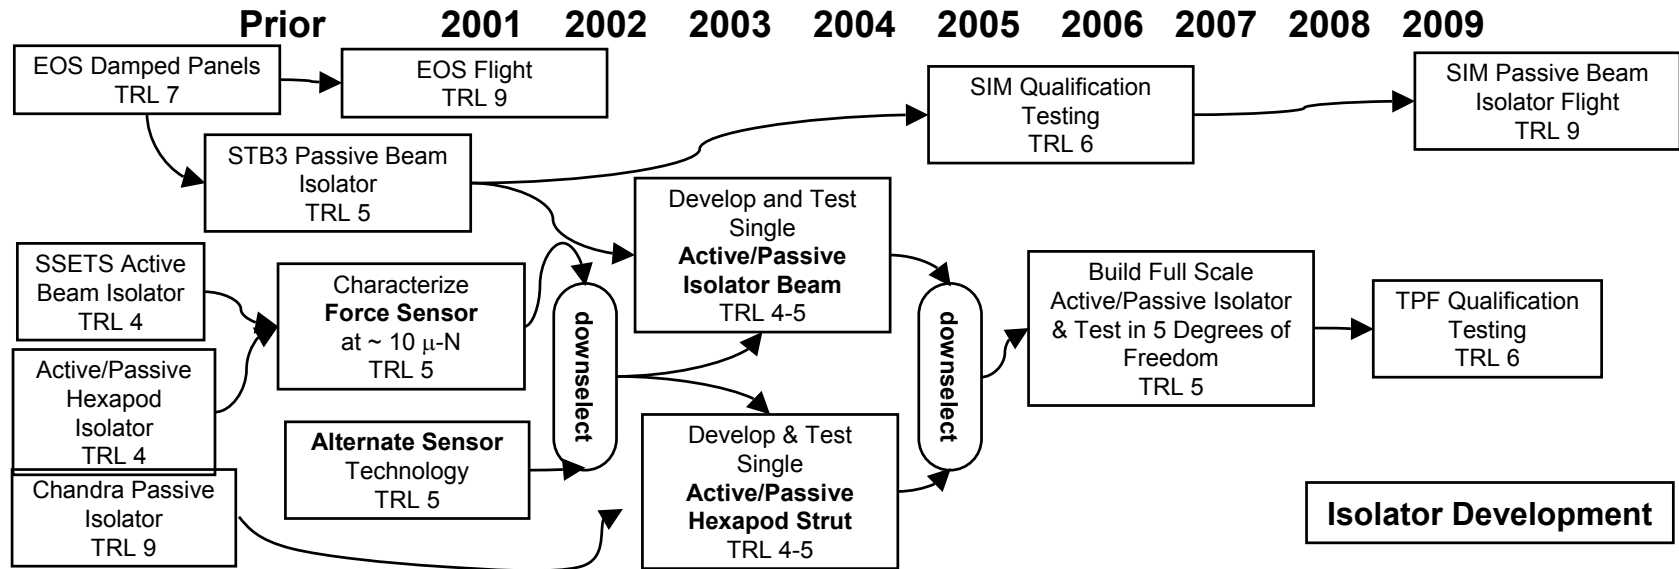 Prior 2001 2002 2003 2004 2005 2006 2007 2008 2009
EOS Damped Panels
TRL 7
EOS Flight
TRL 9
SIM Qualification
Testing
TRL 6
SIM Passive Beam
Isolator Flight
TRL 9
STB3 Passive Beam
Isolator
TRL 5
Develop and Test
Single
Active/Passive
Isolator Beam
TRL 4-5
SSETS Active
Beam Isolator
TRL 4
Characterize
Force Sensor
at ~ 10 μ-N
TRL 5
downselect
downselect
Build Full Scale
Active/Passive Isolator
& Test in 5 Degrees of
Freedom
TRL 5
TPF Qualification
Testing
TRL 6
Active/Passive
Hexapod
Isolator
TRL 4
Alternate Sensor
Technology
TRL 5
Develop & Test
Single
Active/Passive
Hexapod Strut
TRL 4-5
Chandra Passive
Isolator
TRL 9
Isolator Development